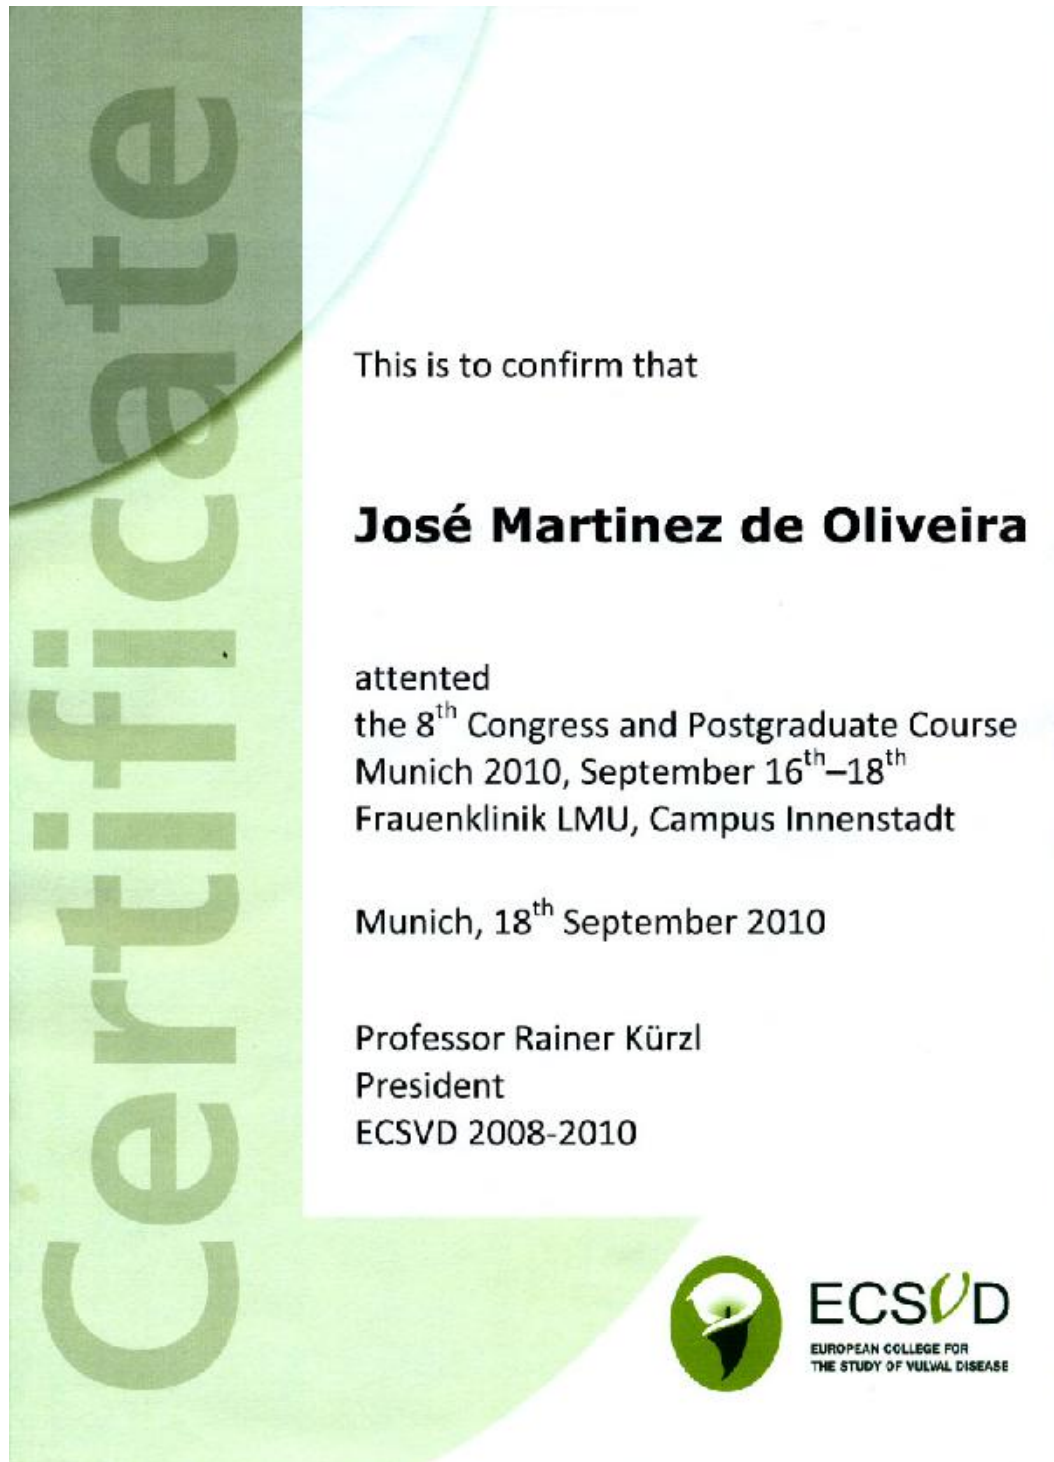 Certificate
This is to confirm that
José Martinez de Oliveira
attented
the 8th Congress and Postgraduate Course
Munich 2010, September 16th–18th
Frauenklinik LMU, Campus Innenstadt
Munich, 18th September 2010
Professor Rainer Kürzl
President
ECSVD 2008-2010
ECSVD
EUROPEAN COLLEGE FOR
THE STUDY OF VULVAL DISEASE